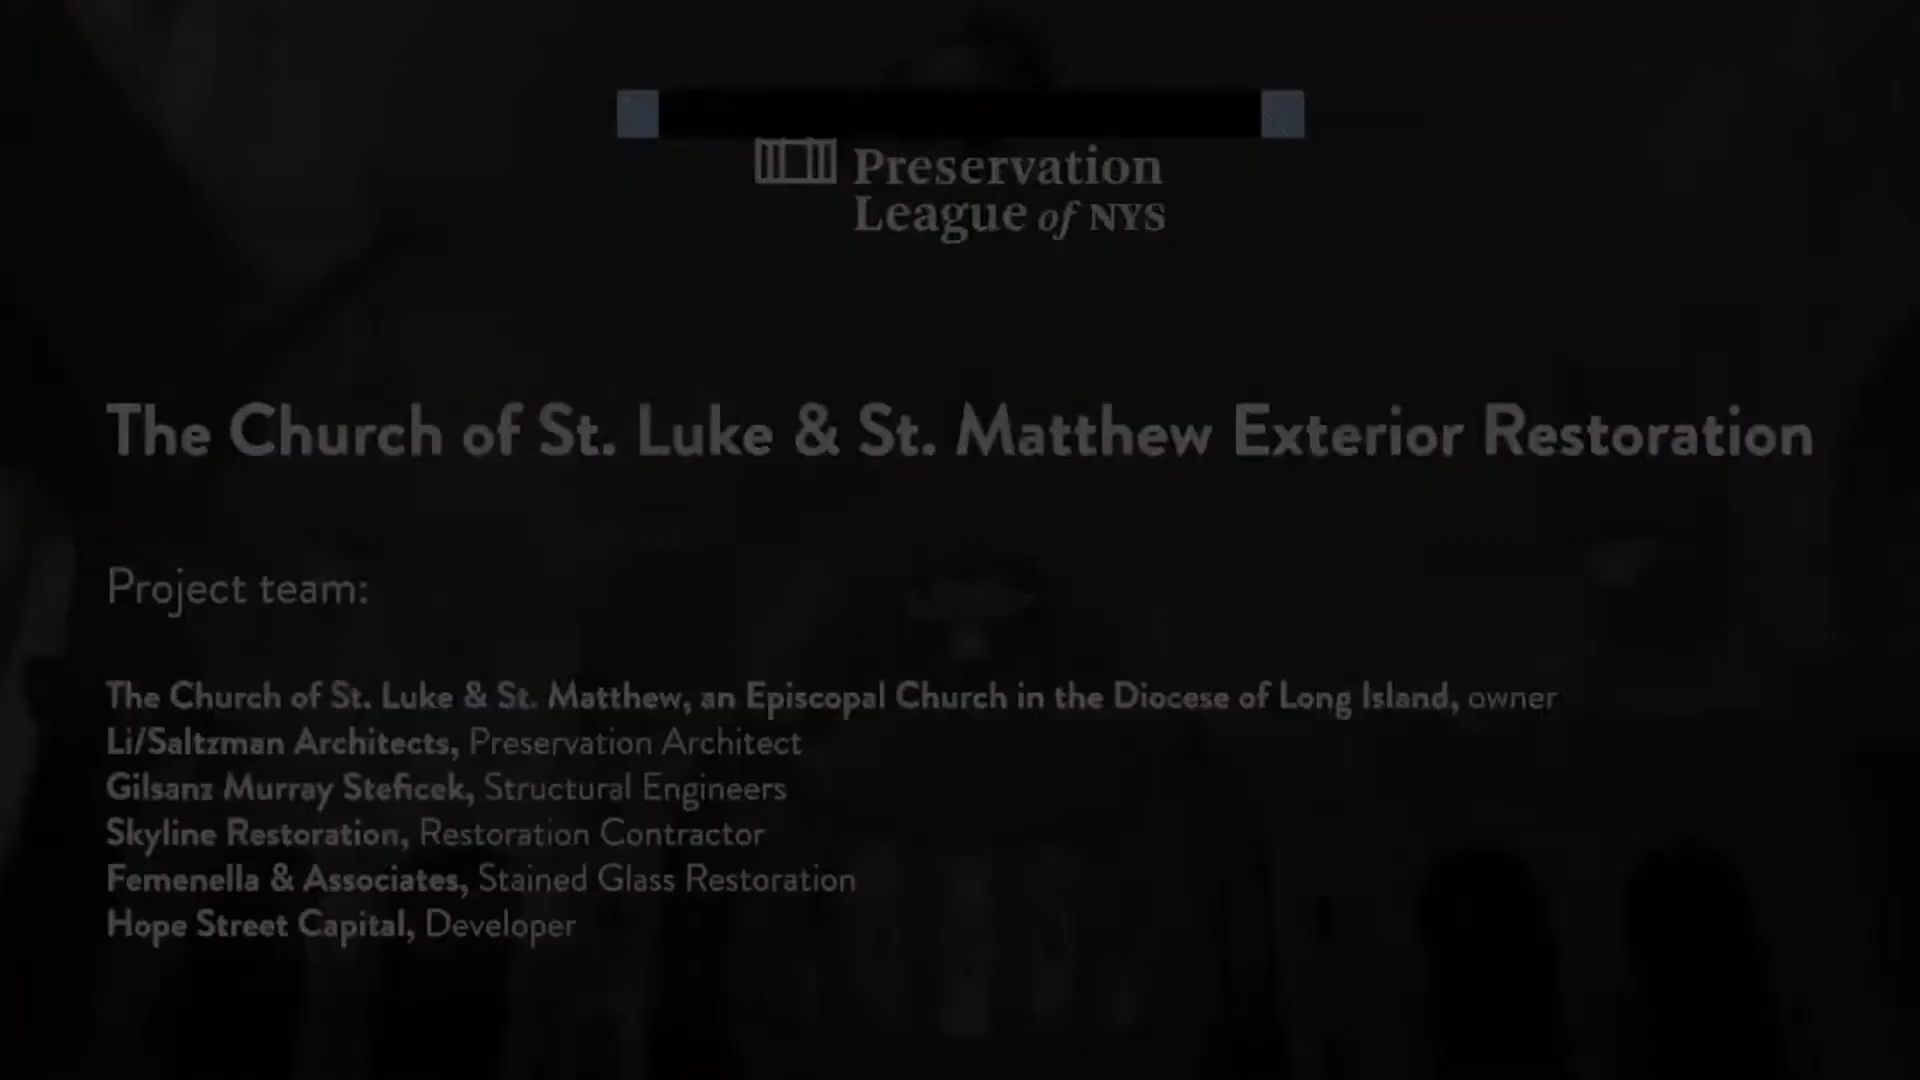 Preservation
League of NYS
The Church of St. Luke & St. Matthew Exterior Restoration
Project team:
The Church of St. Luke & St. Matthew, an Episcopal Church in the Diocese of Long Island, owner
Li/Saltzman Architects, Preservation Architect
Gilsanz Murray Steficek, Structural Engineers
Skyline Restoration, Restoration Contractor
Femenella & Associates, Stained Glass Restoration
Hope Street Capital, Developer